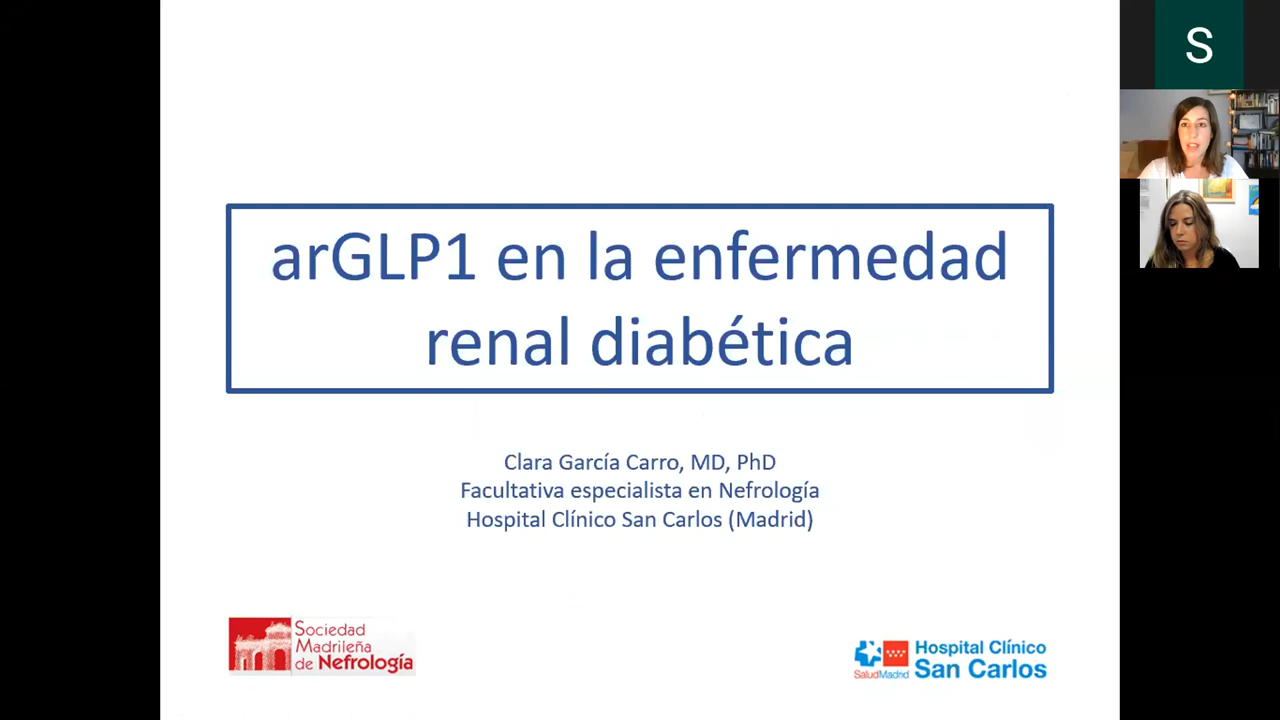 arGLP1 en la enfermedad
renal diabética
Clara García Carro, MD, PhD
Facultativa especialista en Nefrología
Hospital Clínico San Carlos (Madrid)
Sociedad
Madrileña
de Nefrología
SaludMadrid
Hospital Clínico
San Carlos
S